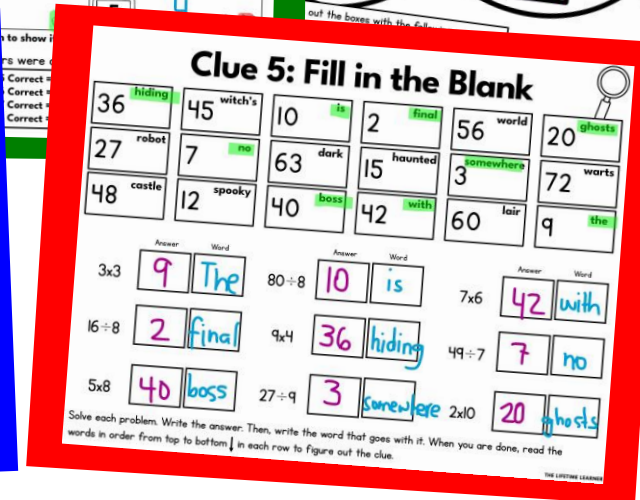 out the boxes with the
n to show i
rs were
Correct =
Correct =
Correct =
Correct =
Clue 5: Fill in the Blank
36 hiding 45 witch's 10 is 2 final 56 world 20 ghosts
27 robot 7 no 63 dark 15 haunted 3 somewhere 72 warts
48 castle 12 spooky 40 boss 42 with 60 lair 9 the
Answer Word Answer Word Answer Word
3x3 9 The 80÷8 10 is 7x6 42 with
16÷8 2 final 9x4 36 hiding 49÷7 7 no
5x8 40 boss 27÷9 3 somewhere 2x10 20 ghosts
Solve each problem. Write the answer. Then, write the word that goes with it. When you are done, read the
words in order from top to bottom↓ in each row to figure out the clue.
THE LIFETIME LEARNER